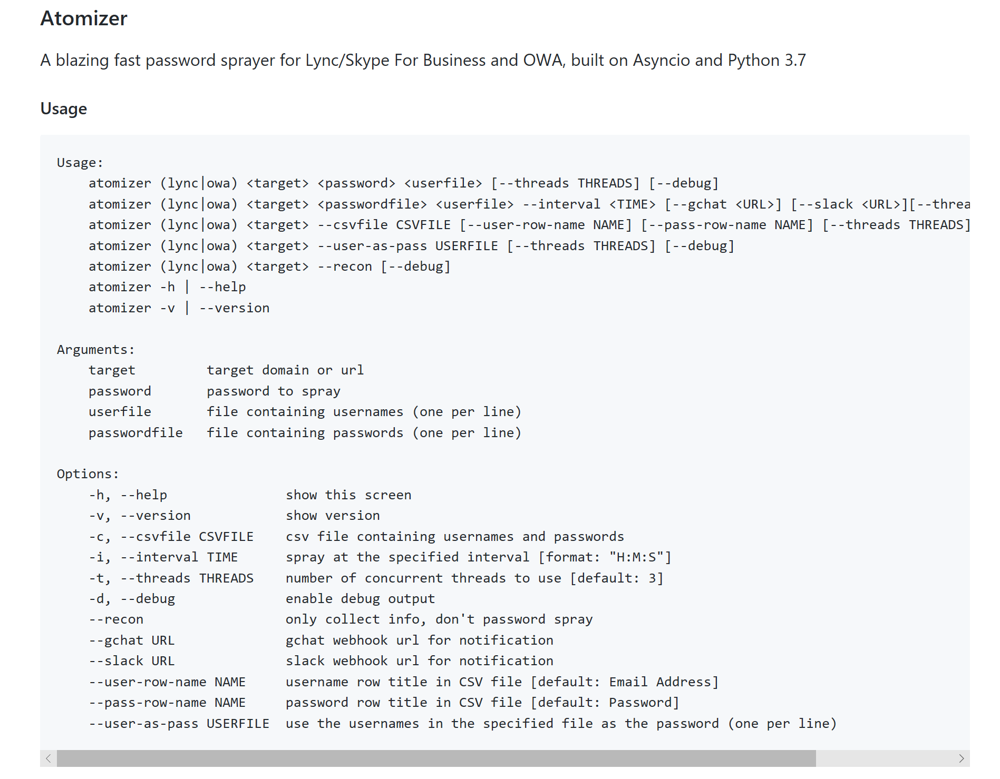 Atomizer
A blazing fast password sprayer for Lync/Skype For Business and OWA, built on Asyncio and Python 3.7
Usage
Usage:
    atomizer (lync|owa) <target> <password> <userfile> [--threads THREADS] [--debug]
    atomizer (lync|owa) <target> <passwordfile> <userfile> --interval <TIME> [--gchat <URL>] [--slack <URL>][--threa
    atomizer (lync|owa) <target> --csvfile CSVFILE [--user-row-name NAME] [--pass-row-name NAME] [--threads THREADS]
    atomizer (lync|owa) <target> --user-as-pass USERFILE [--threads THREADS] [--debug]
    atomizer (lync|owa) <target> --recon [--debug]
    atomizer -h | --help
    atomizer -v | --version
Arguments:
    target         target domain or url
    password       password to spray
    userfile       file containing usernames (one per line)
    passwordfile   file containing passwords (one per line)
Options:
    -h, --help               show this screen
    -v, --version            show version
    -c, --csvfile CSVFILE    csv file containing usernames and passwords
    -i, --interval TIME      spray at the specified interval [format: "H:M:S"]
    -t, --threads THREADS    number of concurrent threads to use [default: 3]
    -d, --debug              enable debug output
    --recon                  only collect info, don't password spray
    --gchat URL              gchat webhook url for notification
    --slack URL              slack webhook url for notification
    --user-row-name NAME     username row title in CSV file [default: Email Address]
    --pass-row-name NAME     password row title in CSV file [default: Password]
    --user-as-pass USERFILE  use the usernames in the specified file as the password (one per line)